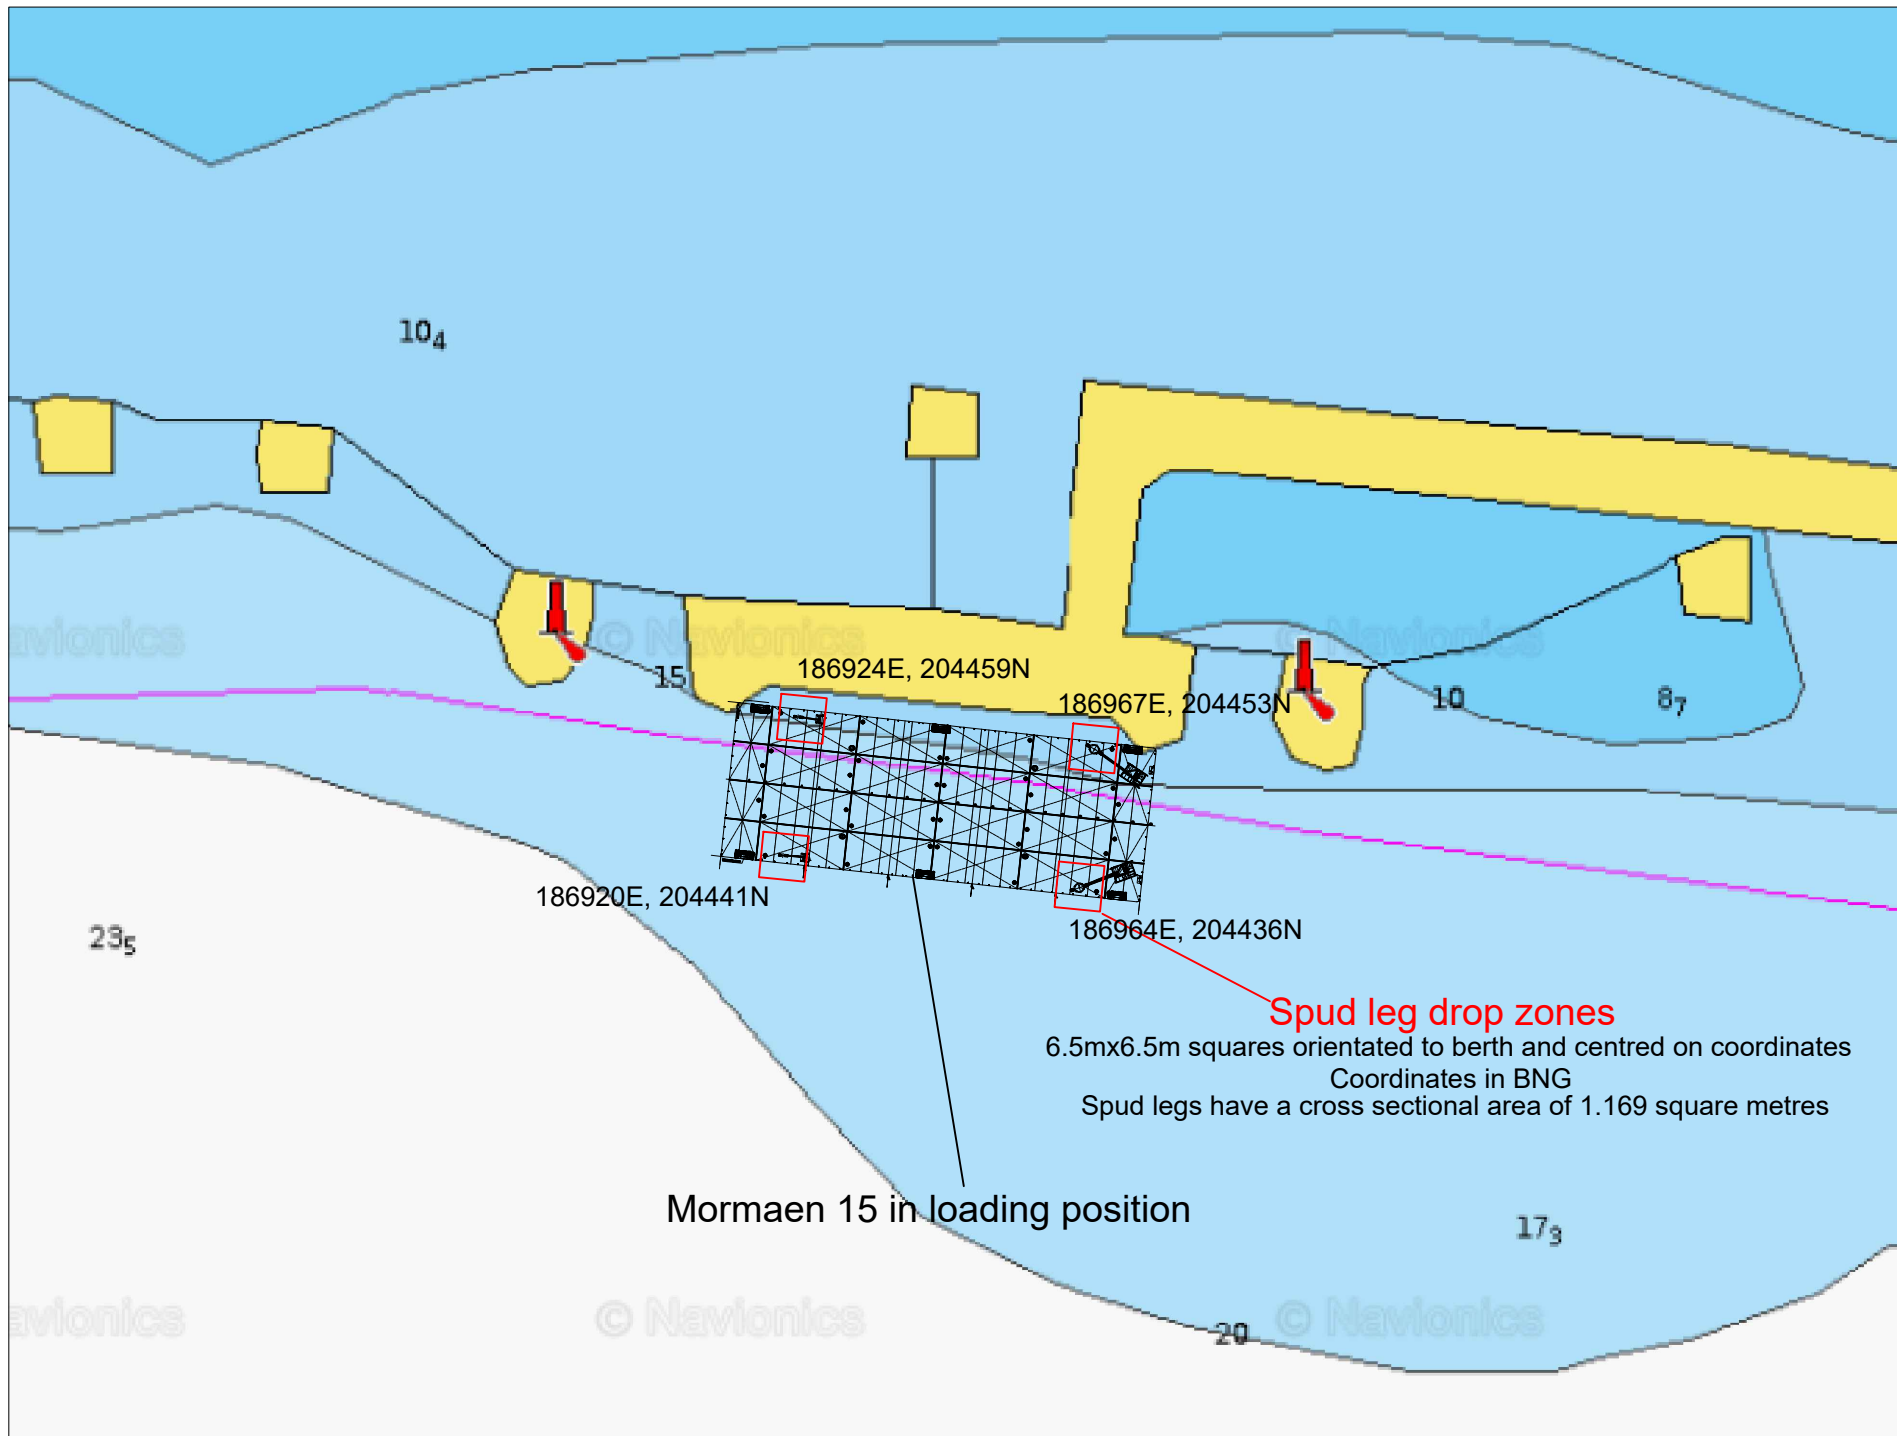 10₄
avionics
© Navionics
© Navionics
15
186924E, 204459N
186967E, 204453N
10
8₇
186920E, 204441N
186964E, 204436N
23₅
Spud leg drop zones
6.5mx6.5m squares orientated to berth and centred on coordinates
Coordinates in BNG
Spud legs have a cross sectional area of 1.169 square metres
Mormaen 15 in loading position
17₃
avionics
© Navionics
© Navionics
20